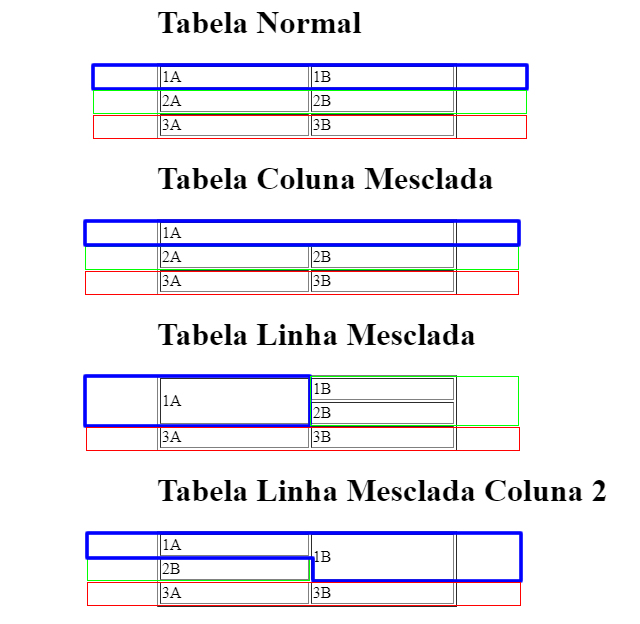 Tabela Normal
1A 1B
2A 2B
3A 3B
Tabela Coluna Mesclada
1A
2A 2B
3A 3B
Tabela Linha Mesclada
1A
1B
2B
3A 3B
Tabela Linha Mesclada Coluna 2
1A
1B
2B
3A 3B